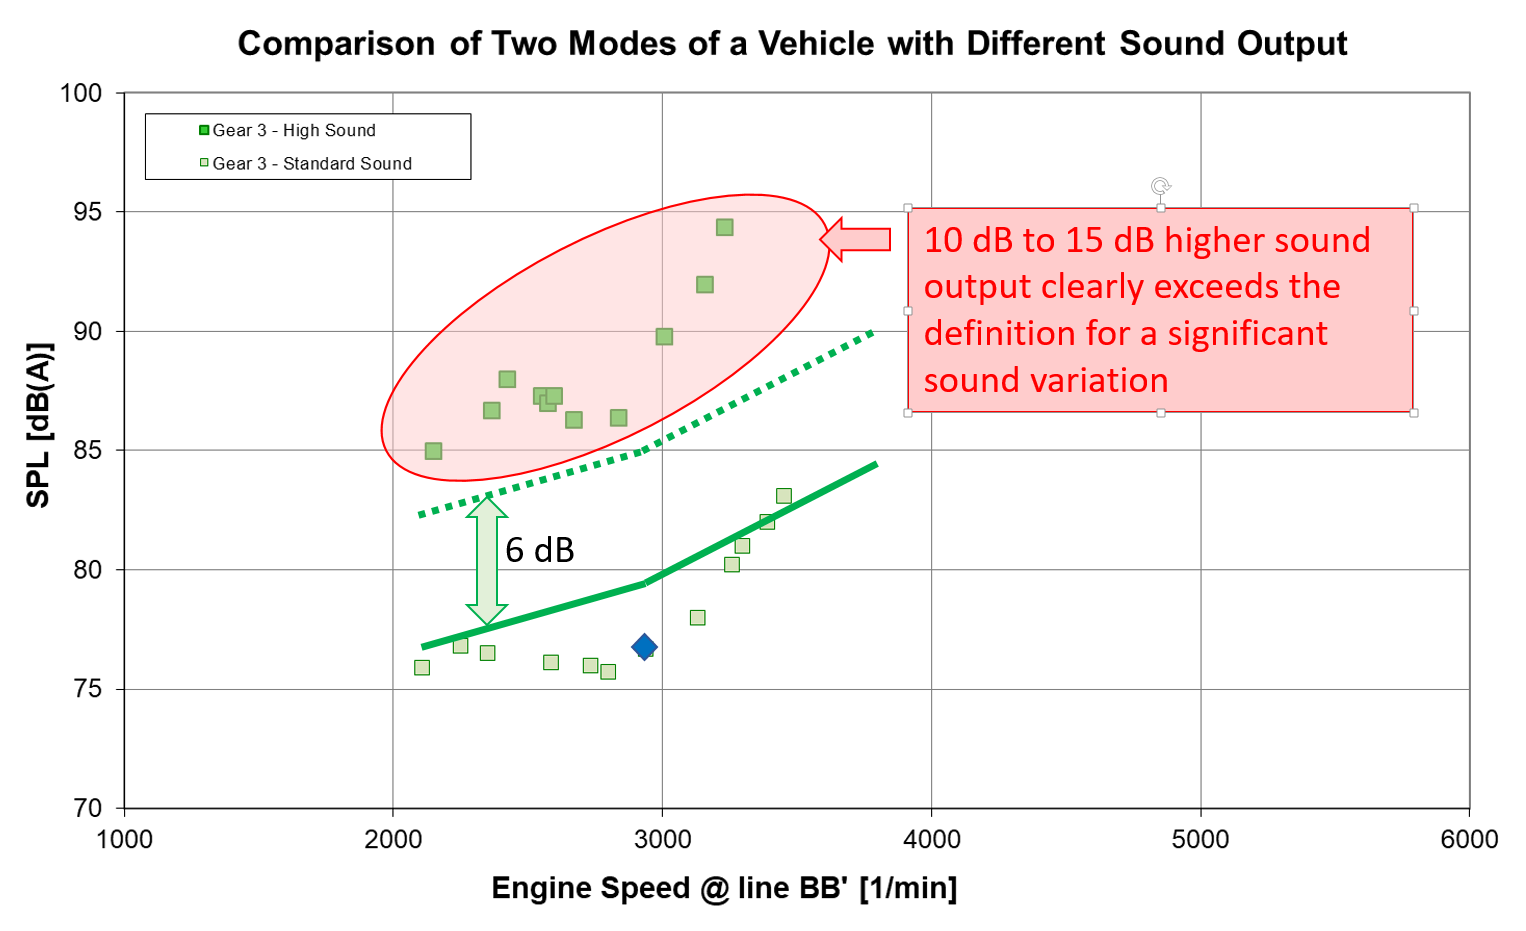 Comparison of Two Modes of a Vehicle with Different Sound Output
100
95
90
85
80
75
70
SPL [dB(A)]
Gear 3 - High Sound
Gear 3 - Standard Sound
10 dB to 15 dB higher sound
output clearly exceeds the
definition for a significant
sound variation
6 dB
1000 2000 3000 4000 5000 6000
Engine Speed @ line BB' [1/min]